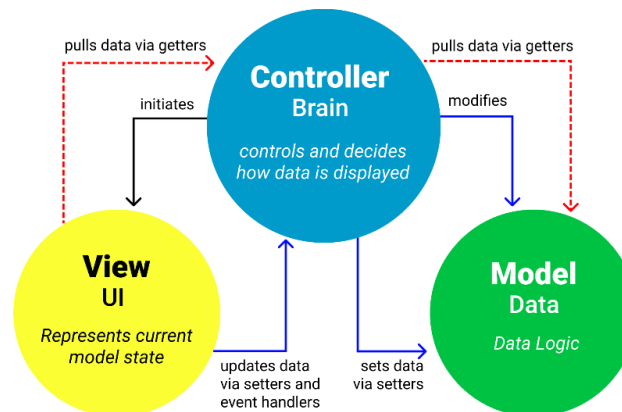 pulls data via getters
Controller
Brain
controls and decides
how data is displayed
pulls data via getters
initiates
modifies
View
UI
Represents current
model state
Model
Data
Data Logic
updates data
via setters and
event handlers
sets data
via setters